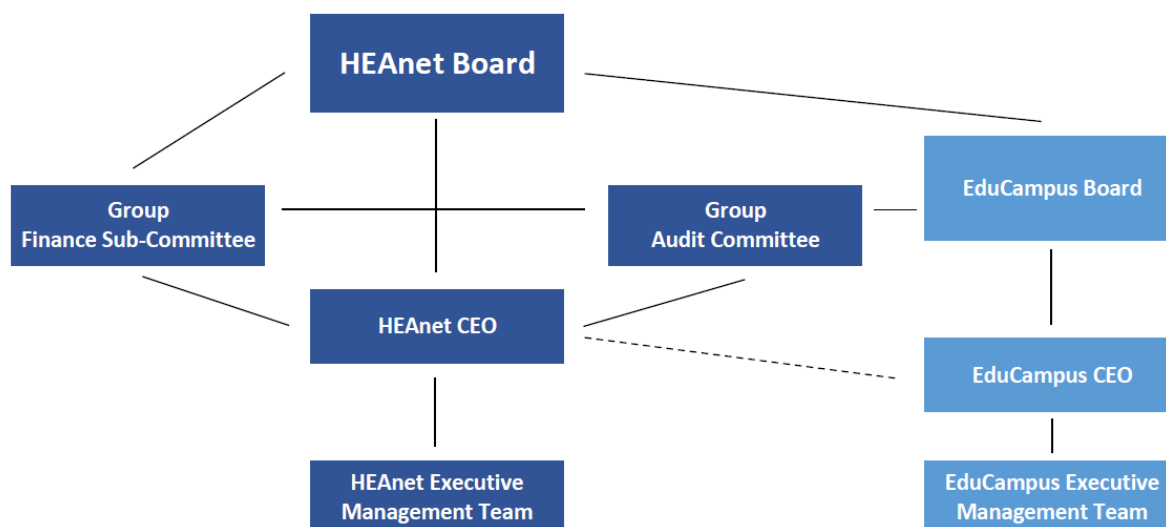 HEAnet Board
EduCampus Board
Group
Finance Sub-Committee
Group
Audit Committee
HEAnet CEO
EduCampus CEO
HEAnet Executive
Management Team
EduCampus Executive
Management Team